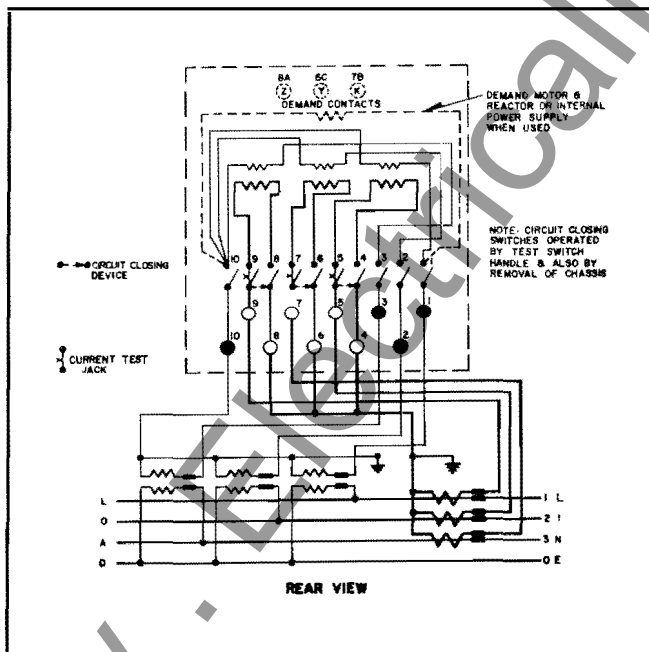 8A 6C 7B
Z Y K
DEMAND CONTACTS
DEMAND MOTOR &
REACTOR OR INTERNAL
POWER SUPPLY
WHEN USED
NOTE: CIRCUIT CLOSING
SWITCHES OPERATED
BY TEST SWITCH
HANDLE & ALSO BY
REMOVAL OF CHASSIS
CIRCUIT CLOSING
DEVICE
10 9 8 7 6 5 4 3 2 1
9 7 5 3 1
10 8 6 4 2
CURRENT TEST
JACK
L 1 L
O 2 I
A 3 N
D O E
REAR VIEW
. Electrical